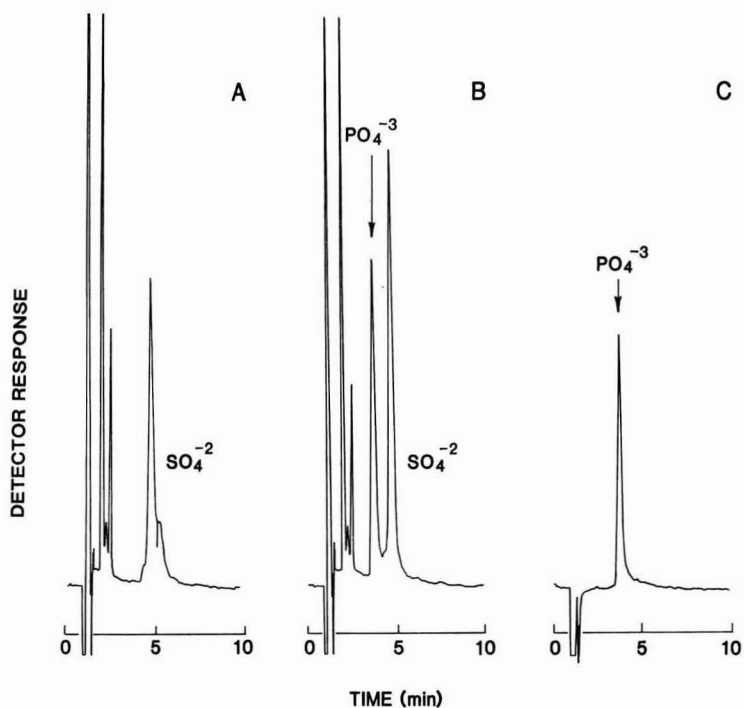 A
B
C
PO₄⁻³
PO₄⁻³
SO₄⁻²
SO₄⁻²
DETECTOR RESPONSE
0 5 10
0 5 10
0 5 10
TIME (min)